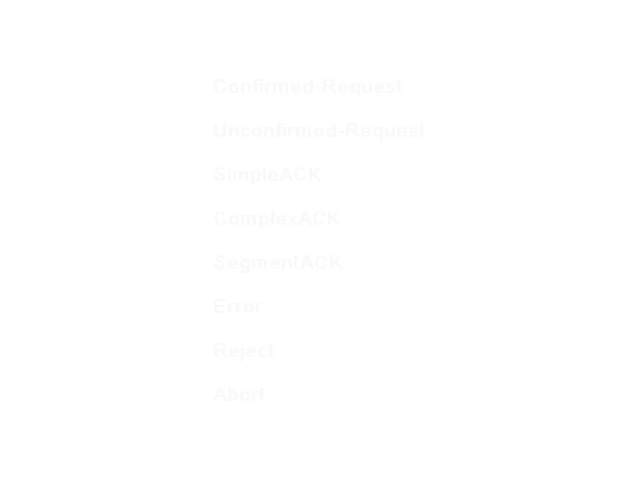 Confirmed-Request
Unconfirmed-Request
SimpleACK
ComplexACK
SegmentACK
Error
Reject
Abort